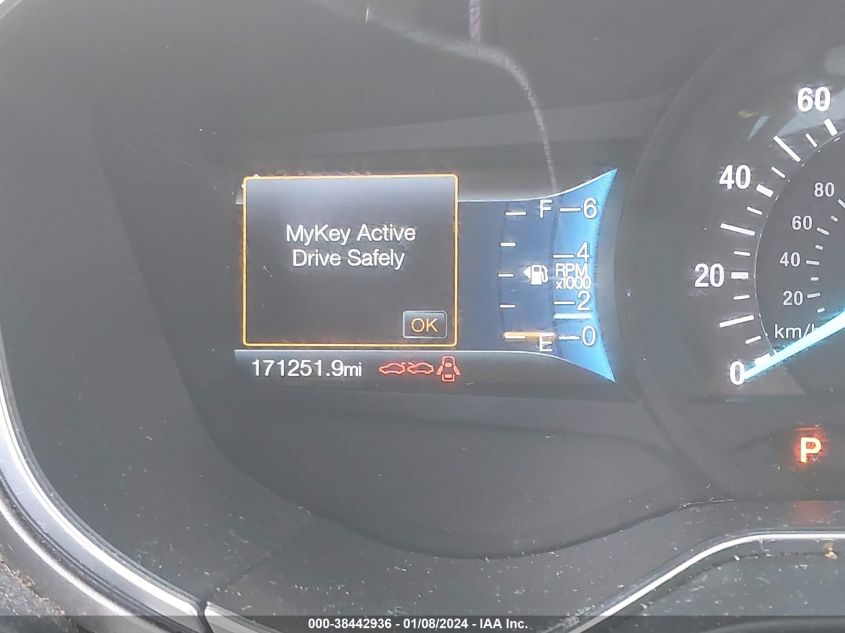 MyKey Active
Drive Safely
OK
171251.9mi
F
E
6
4
RPM
x1000
2
0
60
40
20
0
80
60
40
20
km/h
P
000-38442936 - 01/08/2024 - IAA Inc.